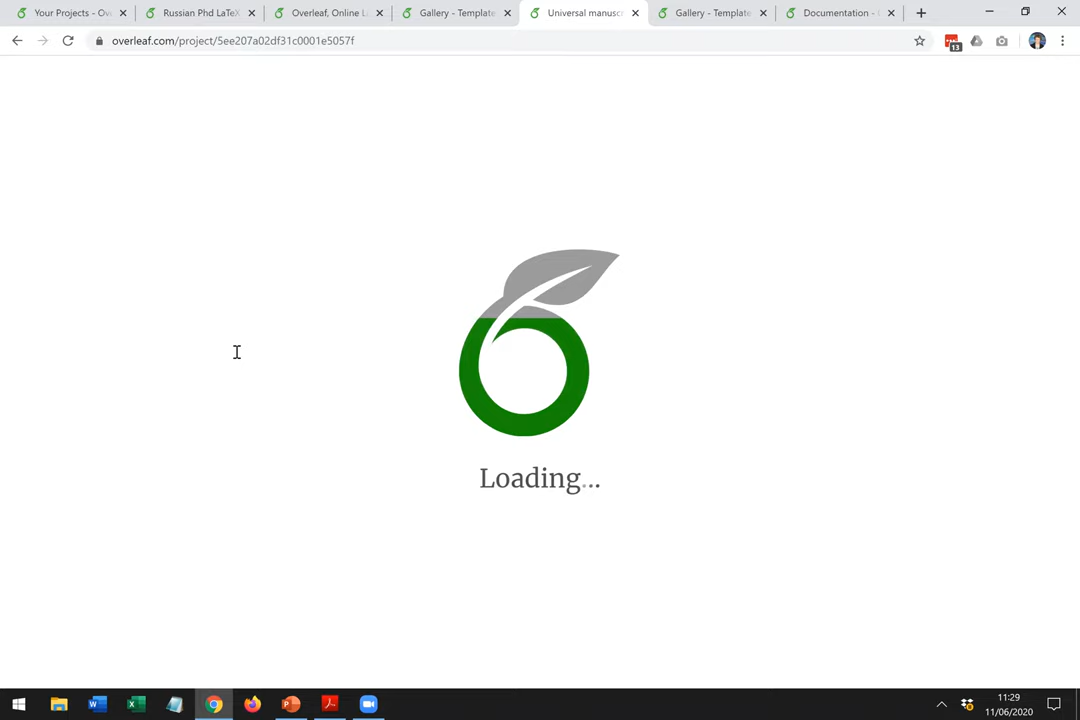 Your Projects - Ov
Russian Phd LaTeX
Overleaf, Online L
Gallery - Template
Universal manuscr
Gallery - Template
Documentation -
overleaf.com/project/5ee207a02df31c0001e5057f
13
Loading...
11:29
11/06/2020